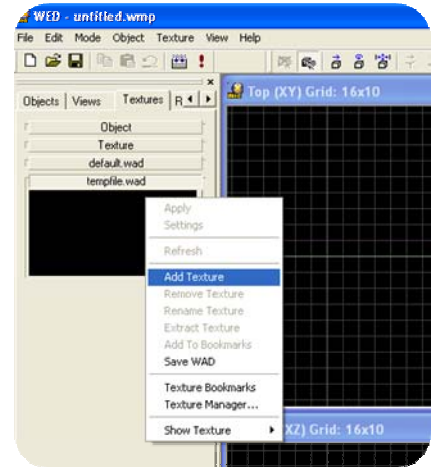 WED - untitled.wmp
File Edit Mode Object Texture View Help
Objects Views Textures R
Top (XY) Grid: 16x10
Object
Texture
default.wad
tempfile.wad
Apply
Settings
Refresh
Add Texture
Remove Texture
Rename Texture
Extract Texture
Add To Bookmarks
Save WAD
Texture Bookmarks
Texture Manager...
Show Texture
XZ) Grid: 16x10